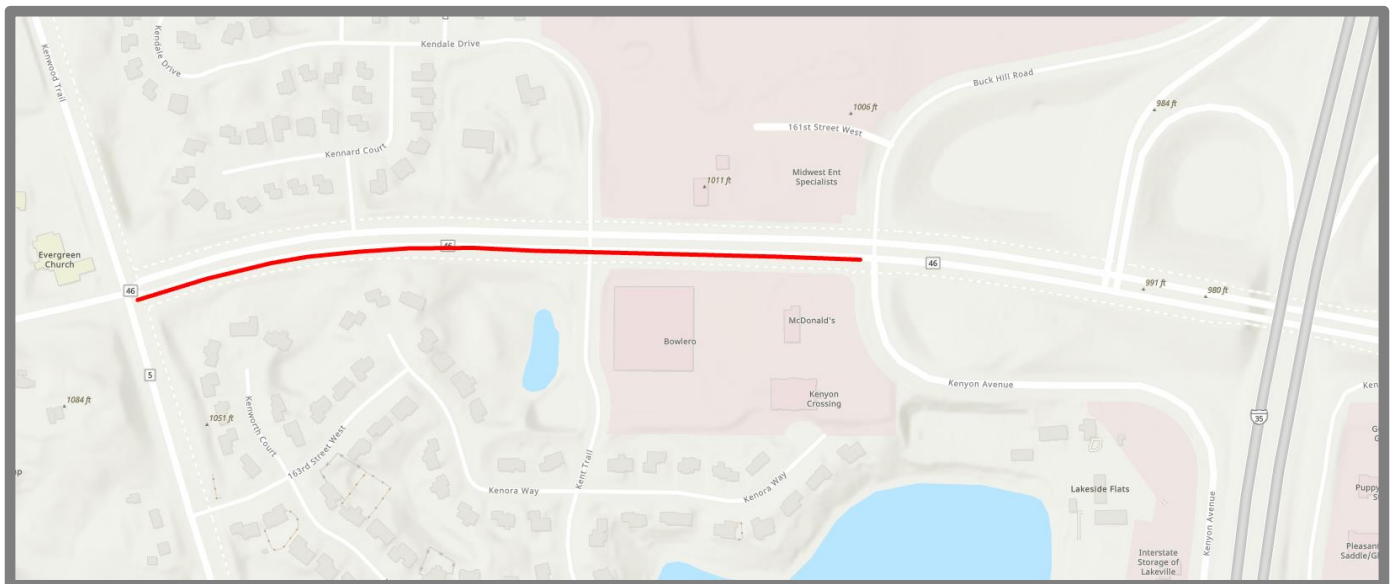 Kenwood Trail
Kendale Drive
Kendale Drive
Buck Hill Road
984 ft
1006 ft
161st Street West
Kennard Court
1011 ft
Midwest Ent
Specialists
Evergreen
Church
46
46
46
991 ft
980 ft
McDonald's
Bowlero
5
Kenyon Avenue
Kenyon
Crossing
1084 ft
1051 ft
Kenworth Court
163rd Street West
35
Kent Trail
Kenora Way
Kenora Way
Lakeside Flats
Kenyon Avenue
Interstate
Storage of
Lakeville
Ken
G
G
Puppy
S
Pleasan
Saddle/Gl